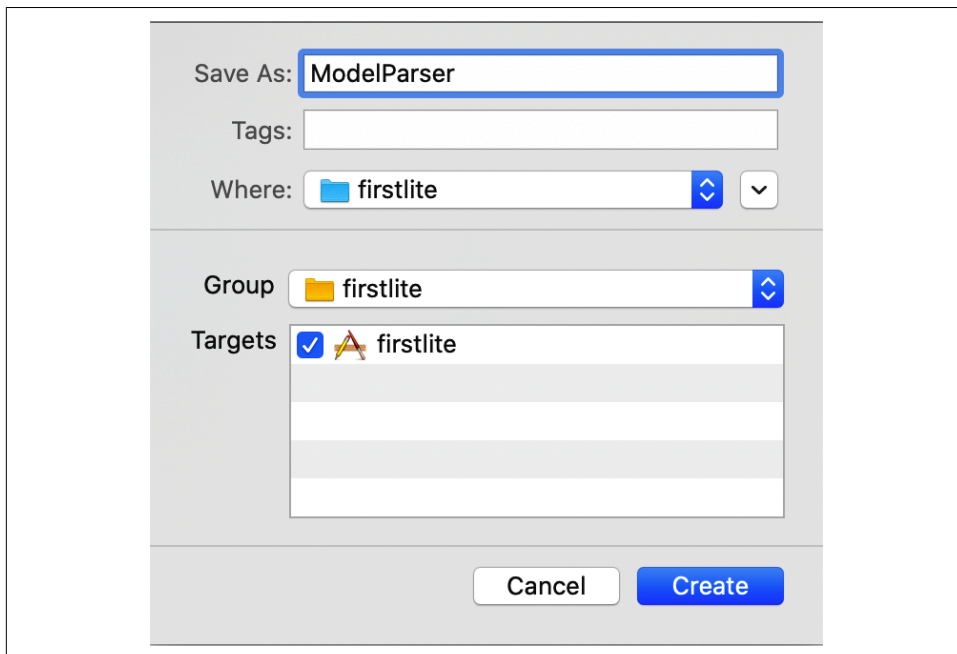 Save As: ModelParser
Tags:
Where: firstlite
Group firstlite
Targets firstlite
Cancel Create